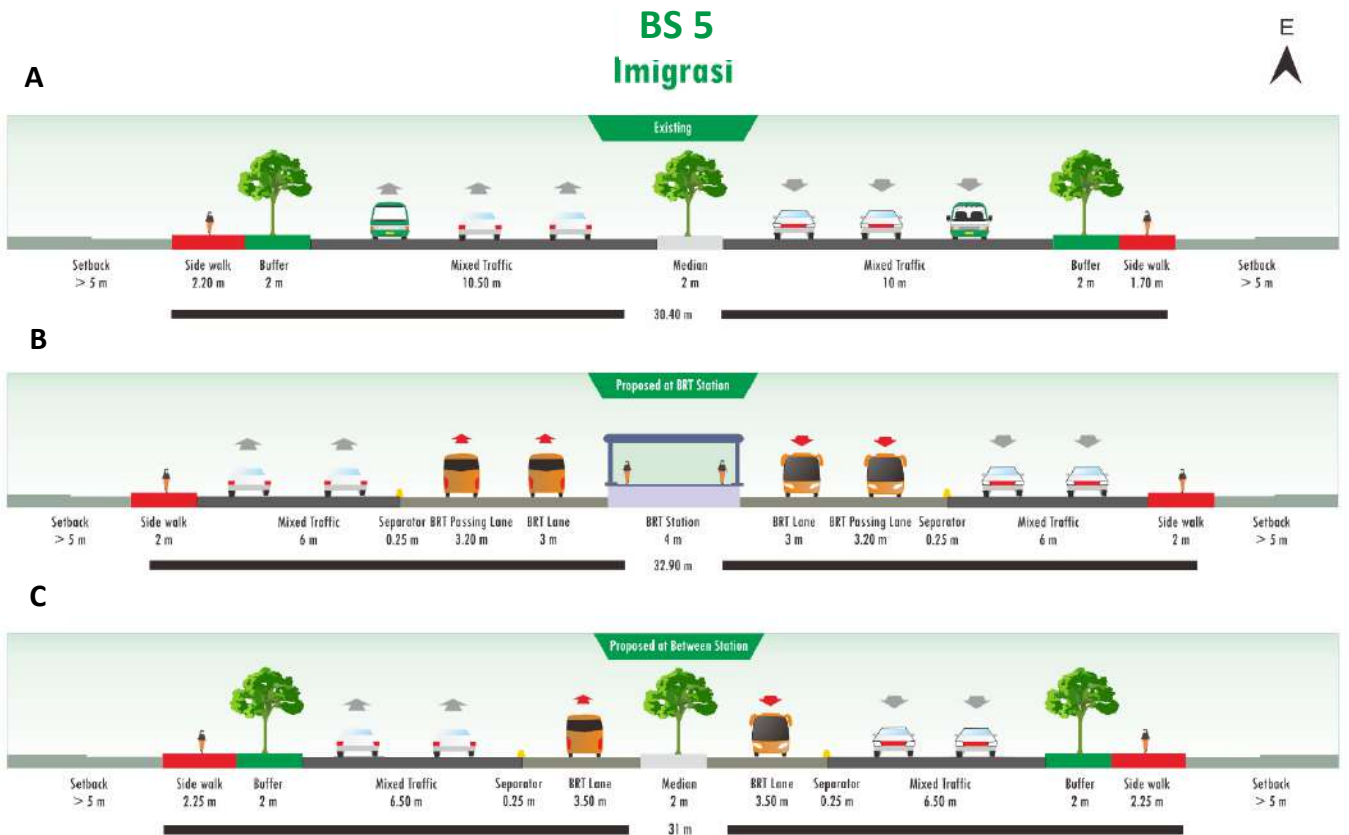 BS 5
Imigrasi
E
A
Existing
Setback Side walk Buffer Mixed Traffic Median Mixed Traffic Buffer Side walk Setback
> 5 m 2.20 m 2 m 10.50 m 2 m 10 m 2 m 1.70 m > 5 m
30.40 m
B
Proposed at BRT Station
Setback Side walk Mixed Traffic Separator BRT Passing Lane BRT Lane BRT Station BRT Lane BRT Passing Lane Separator Mixed Traffic Side walk Setback
> 5 m 2 m 6 m 0.25 m 3.20 m 3 m 4 m 3 m 3.20 m 0.25 m 6 m 2 m > 5 m
32.90 m
C
Proposed at Between Station
Setback Side walk Buffer Mixed Traffic Separator BRT Lane Median BRT Lane Separator Mixed Traffic Buffer Side walk Setback
> 5 m 2.25 m 2 m 6.50 m 0.25 m 3.50 m 2 m 3.50 m 0.25 m 6.50 m 2 m 2.25 m > 5 m
31 m